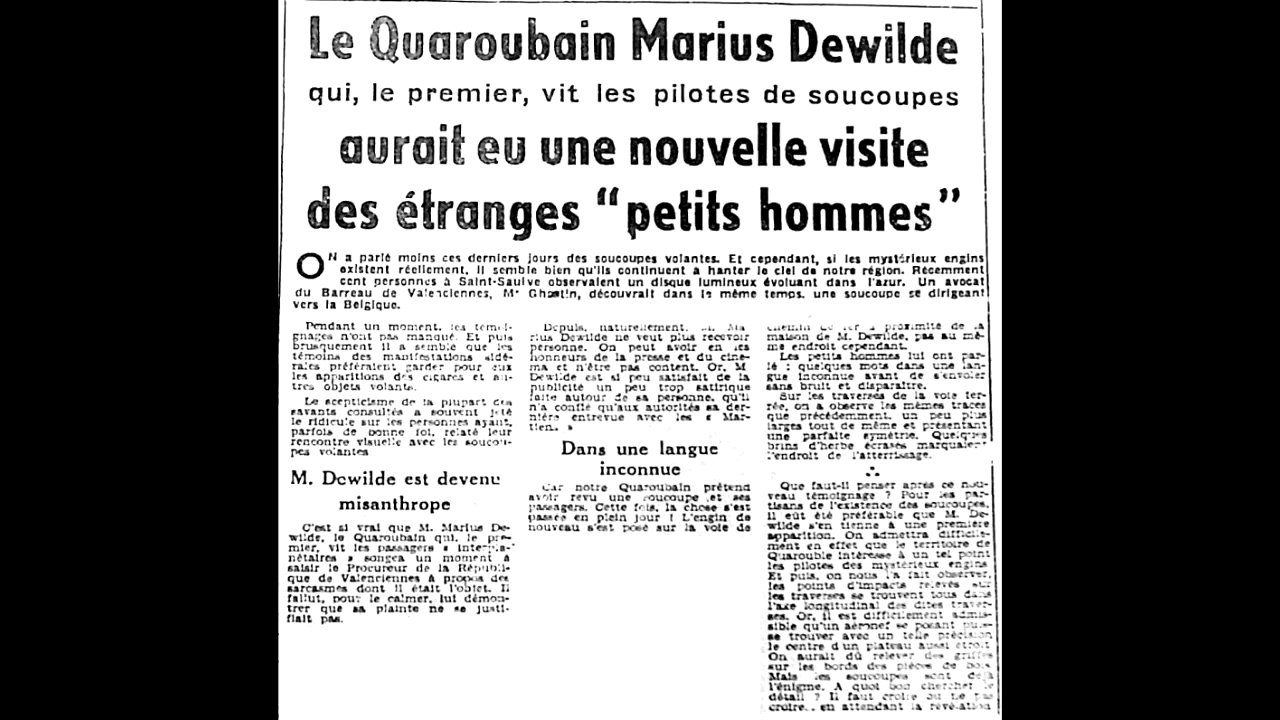 Le Quaroubain Marius Dewilde
qui, le premier, vit les pilotes de soucoupes
aurait eu une nouvelle visite
des étranges "petits hommes"
ON a parlé moins ces derniers jours des soucoupes volantes. Et cependant, si les mystérieux engins
existent réellement, il semble bien qu'ils continuent à hanter le ciel de notre région. Récemment
cent personnes à Saint-Saulve observaient un disque lumineux évoluant dans l'azur. Un avocat
du Barreau de Valenciennes, Me Ghestin, découvrait dans le même temps, une soucoupe se dirigeant
vers la Belgique.
Pendant un moment, les témoi-
gnages n'ont pas manqué. Et puis
brusquement il a semblé que les
témoins des manifestations sidé-
rales préféraient garder pour eux
les apparitions des cigares et au-
tres objets volants.
Le scepticisme de la plupart des
savants consultés a souvent jeté
le ridicule sur les personnes ayant,
parfois de bonne foi, relaté leur
rencontre visuelle avec les soucou-
pes volantes
M. Dewilde est devenu
misanthrope
C'est si vrai que M. Marius De-
wilde, le Quaroubain qui, le pre-
mier, vit les passagers « interpla-
nétaires » songea un moment à
saisir le Procureur de la Républi-
que de Valenciennes à propos des
sarcasmes dont il était l'objet. Il
fallut, pour le calmer, lui démon-
trer que sa plainte ne se justi-
fiait pas.
Depuis, naturellement, M. Ma
rius Dewilde ne veut plus recevoir
personne. On peut avoir eu les
honneurs de la presse et du ciné-
ma et n'être pas content. Or, M.
Dewilde est si peu satisfait de la
publicité un peu trop satirique
faite autour de sa personne, qu'il
n'a confié qu'aux autorités sa der-
nière entrevue avec les « Mar-
tiens. »
Dans une langue
inconnue
Car notre Quaroubain prétend
avoir revu une soucoupe et ses
passagers. Cette fois, la chose s'est
passée en plein jour ! L'engin de
nouveau s'est posé sur la voie de
chemin de fer à proximité de la
maison de M. Dewilde, pas au mê-
me endroit cependant.
Les petits hommes lui ont par-
lé : quelques mots dans une lan-
gue inconnue avant de s'envoler
sans bruit et disparaître.
Sur les traverses de la voie fer-
rée, on a observé les mêmes traces
que précédemment, un peu plus
larges tout de même et présentant
une parfaite symétrie. Quelques
brins d'herbe écrasés marquaient
l'endroit de l'atterrissage.
Que faut-il penser après ce nou-
veau témoignage ? Pour les par-
tisans de l'existence des soucoupes,
il eût été préférable que M. De-
wilde s'en tienne à une première
apparition. On admettra difficile-
ment en effet que le territoire de
Quarouble intéresse à un tel point
les pilotes des mystérieux engins
Et puis, on nous l'a fait observer,
les points d'impacts relevés sur
les traverses se trouvent tous dans
l'axe longitudinal des dites traver-
ses. Or, il est difficilement admis-
sible qu'un aéronef se posant puis-
se trouver avec un telle précision
le centre d'un plateau aussi étroit
On aurait dû relever des griffes
sur les bords des pièces de bois
Mais les soucoupes sont déjà
l'énigme. A quoi bon chercher le
détail ? Il faut croire ou ne pas
croire.. en attendant la révélation